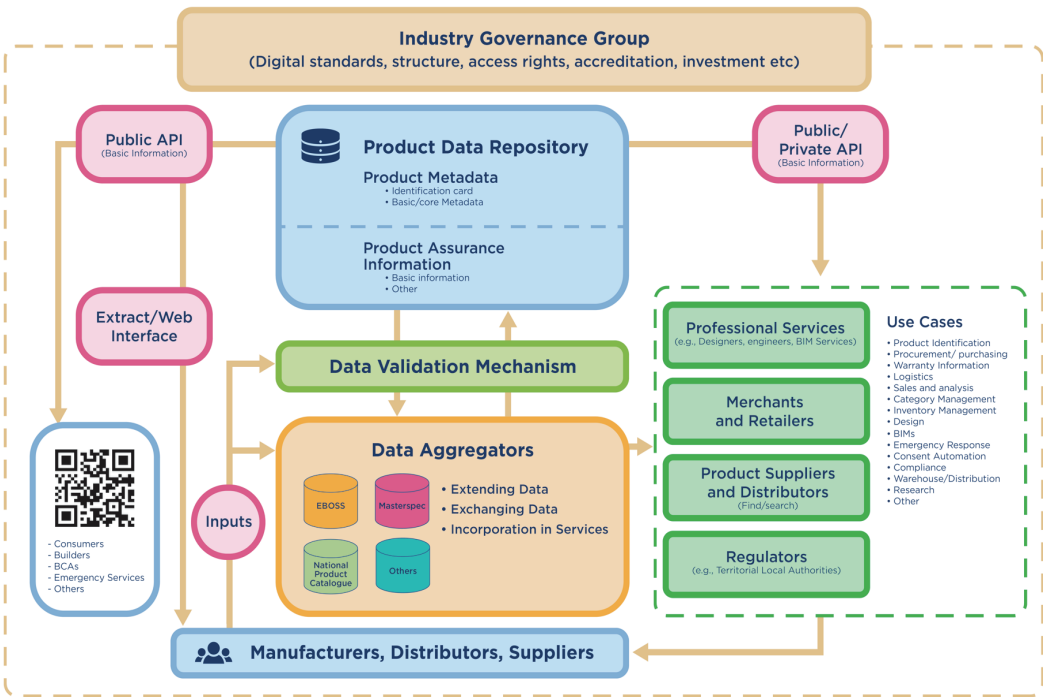 Industry Governance Group
(Digital standards, structure, access rights, accreditation, investment etc)
Public API
(Basic Information)
Product Data Repository
Product Metadata
• Identification card
• Basic/core Metadata
Product Assurance
Information
• Basic information
• Other
Public/
Private API
(Basic Information)
Extract/Web
Interface
Data Validation Mechanism
Data Aggregators
EBOSS
Masterspec
National
Product
Catalogue
Others
• Extending Data
• Exchanging Data
• Incorporation in Services
Inputs
- Consumers
- Builders
- BCAs
- Emergency Services
- Others
Professional Services
(e.g., Designers, engineers, BIM Services)
Merchants
and Retailers
Product Suppliers
and Distributors
(Find/search)
Regulators
(e.g., Territorial Local Authorities)
Use Cases
• Product Identification
• Procurement/ purchasing
• Warranty Information
• Logistics
• Sales and analysis
• Category Management
• Inventory Management
• Design
• BIMs
• Emergency Response
• Consent Automation
• Compliance
• Warehouse/Distribution
• Research
• Other
Manufacturers, Distributors, Suppliers